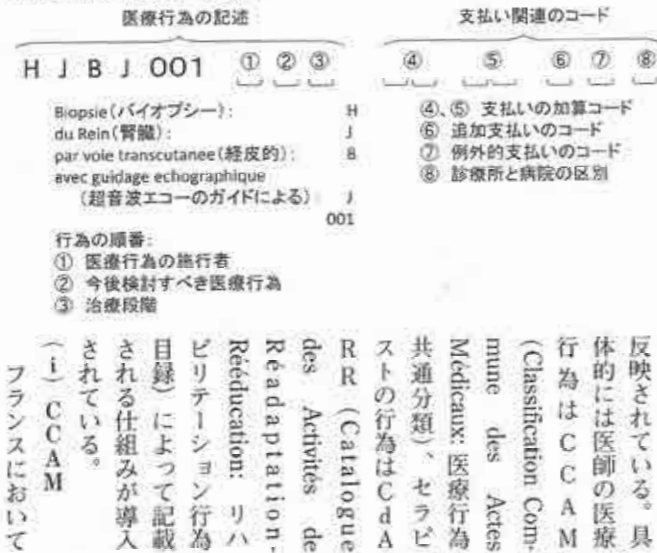 医療行為の記述
支払い関連のコード
H J B J 001 ① ② ③ ④ ⑤ ⑥ ⑦ ⑧
Biopsie(バイオプシー): H
du Rein(腎臓): J
par voie transcutanee(経皮的): B
avec guidage echographique
(超音波エコーのガイドによる) J
001
行為の順番:
① 医療行為の施行者
② 今後検討すべき医療行為
③ 治療段階
④、⑤ 支払いの加算コード
⑥ 追加支払いのコード
⑦ 例外的支払いのコード
⑧ 診療所と病院の区別
反映されている。具
体的には医師の医療
行為はCCAM
(Classification Com-
mune des Actes
Médicaux: 医療行為
共通分類)、セラピ
ストの行為はCdA
RR (Catalogue
des Activités de
Réadaptation-
Rééducation: リハ
ビリテーション行為
目録) によって記載
される仕組みが導入
されている。
(i) CCAM
フランスにおいて